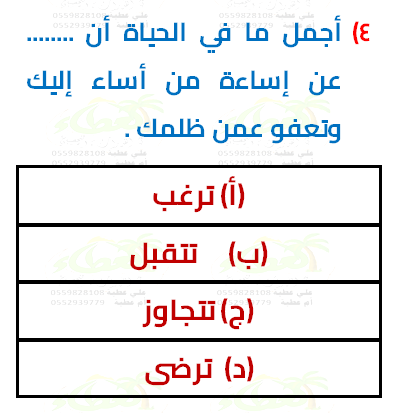 ٤) أجمل ما في الحياة أن ........
عن إساءة من أساء إليك
وتعفو عمن ظلمك .
(أ) ترغب
(ب) تتقبل
(ج) تتجاوز
(د) ترضى